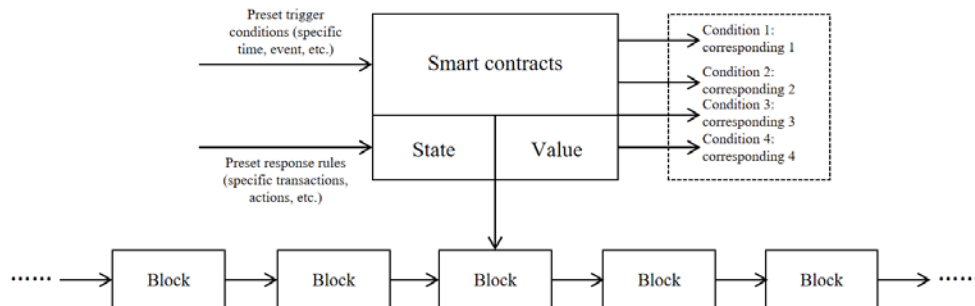 Preset trigger
conditions (specific
time, event, etc.)
Smart contracts
Condition 1:
corresponding 1
Condition 2:
corresponding 2
Condition 3:
corresponding 3
Condition 4:
corresponding 4
State
Value
Preset response rules
(specific transactions,
actions, etc.)
......
Block
Block
Block
Block
Block
......